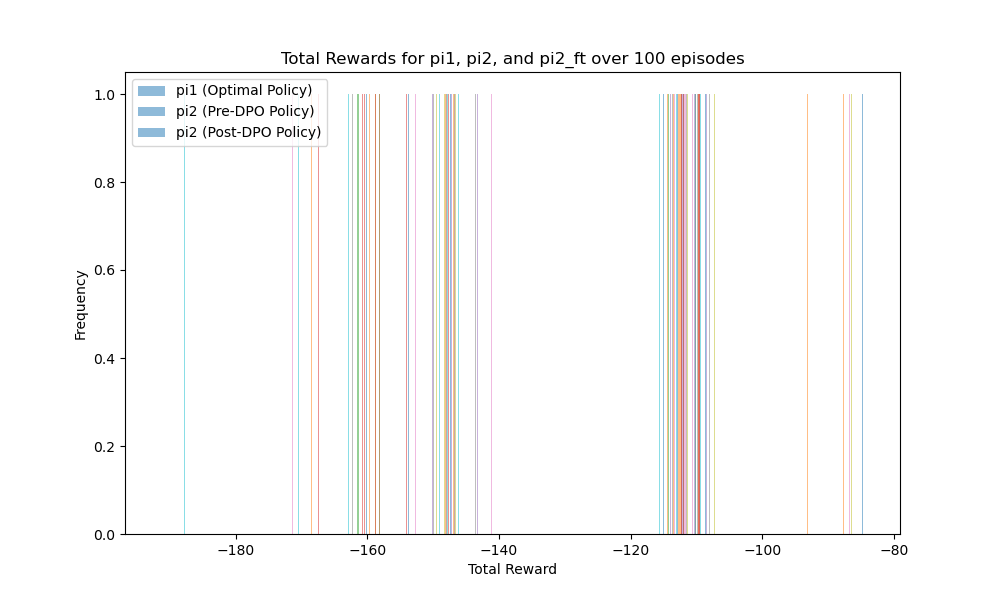 Total Rewards for pi1, pi2, and pi2_ft over 100 episodes
pi1 (Optimal Policy)
pi2 (Pre-DPO Policy)
pi2 (Post-DPO Policy)
Frequency
1.0
0.8
0.6
0.4
0.2
0.0
−180
−160
−140
−120
−100
−80
Total Reward